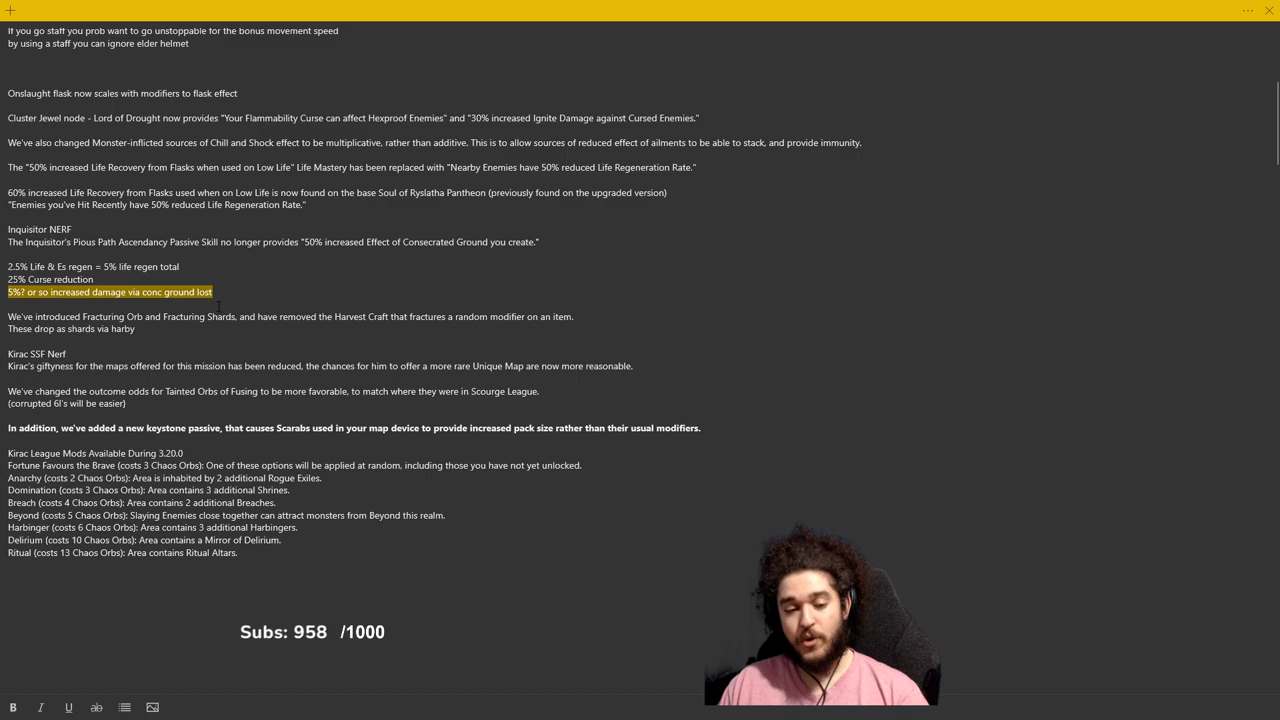 If you go staff you prob want to go unstoppable for the bonus movement speed
by using a staff you can ignore elder helmet
Onslaught flask now scales with modifiers to flask effect
Cluster Jewel node - Lord of Drought now provides "Your Flammability Curse can affect Hexproof Enemies" and "30% increased Ignite Damage against Cursed Enemies."
We've also changed Monster-inflicted sources of Chill and Shock effect to be multiplicative, rather than additive. This is to allow sources of reduced effect of ailments to be able to stack, and provide immunity.
The "50% increased Life Recovery from Flasks when used on Low Life" Life Mastery has been replaced with "Nearby Enemies have 50% reduced Life Regeneration Rate."
60% increased Life Recovery from Flasks used when on Low Life is now found on the base Soul of Ryslatha Pantheon (previously found on the upgraded version)
"Enemies you've Hit Recently have 50% reduced Life Regeneration Rate."
Inquisitor NERF
The Inquisitor's Pious Path Ascendancy Passive Skill no longer provides "50% increased Effect of Consecrated Ground you create."
2.5% Life & Es regen = 5% life regen total
25% Curse reduction
5%? or so increased damage via conc ground lost
We've introduced Fracturing Orb and Fracturing Shards, and have removed the Harvest Craft that fractures a random modifier on an item.
These drop as shards via harby
Kirac SSF Nerf
Kirac's giftyness for the maps offered for this mission has been reduced, the chances for him to offer a more rare Unique Map are now more reasonable.
We've changed the outcome odds for Tainted Orbs of Fusing to be more favorable, to match where they were in Scourge League.
(corrupted 6l's will be easier)
In addition, we've added a new keystone passive, that causes Scarabs used in your map device to provide increased pack size rather than their usual modifiers.
Kirac League Mods Available During 3.20.0
Fortune Favours the Brave (costs 3 Chaos Orbs): One of these options will be applied at random, including those you have not yet unlocked.
Anarchy (costs 2 Chaos Orbs): Area is inhabited by 2 additional Rogue Exiles.
Domination (costs 3 Chaos Orbs): Area contains 3 additional Shrines.
Breach (costs 4 Chaos Orbs): Area contains 2 additional Breaches.
Beyond (costs 5 Chaos Orbs): Slaying Enemies close together can attract monsters from Beyond this realm.
Harbinger (costs 6 Chaos Orbs): Area contains 3 additional Harbingers.
Delirium (costs 10 Chaos Orbs): Area contains a Mirror of Delirium.
Ritual (costs 13 Chaos Orbs): Area contains Ritual Altars.
Subs: 958 /1000
B I U ab